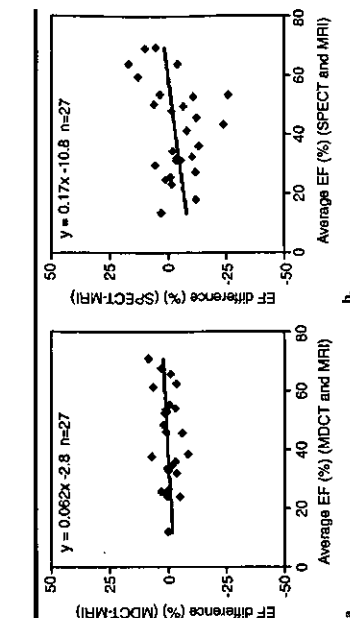 y = 0.062x -2.8 n=27
50
25
0
-25
-50
0 20 40 60 80
EF difference (%) (MDCT-MRI)
Average EF (%) (MDCT and MRI)
a
y = 0.17x -10.8 n=27
50
25
0
-25
-50
0 20 40 60 80
EF difference (%) (SPECT-MRI)
Average EF (%) (SPECT and MRI)
b